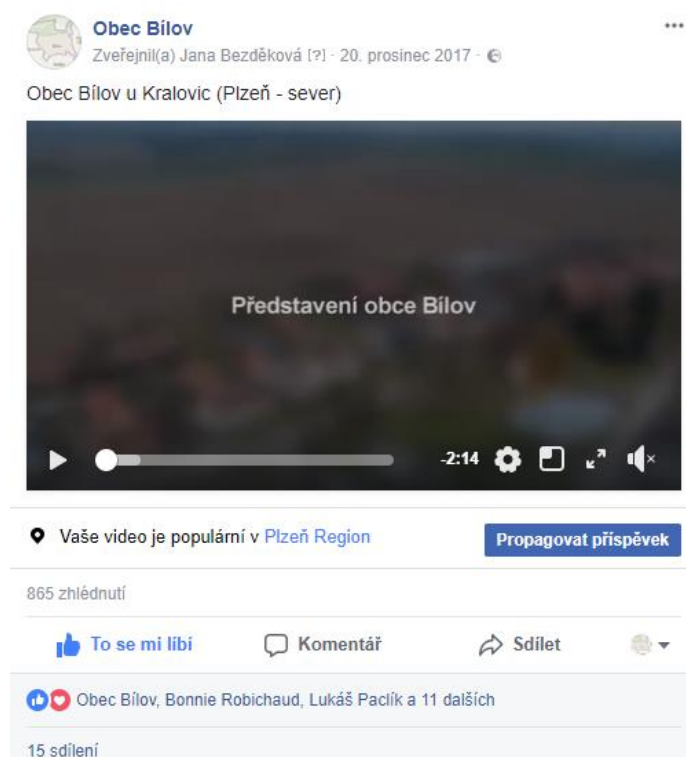 Obec Bílov
Zveřejnil(a) Jana Bezděková [?] · 20. prosinec 2017 ·
Obec Bílov u Kralovic (Plzeň - sever)
Představení obce Bílov
-2:14
Vaše video je populární v Plzeň Region
Propagovat příspěvek
865 zhlédnutí
To se mi líbí
Komentář
Sdílet
Obec Bílov, Bonnie Robichaud, Lukáš Paclík a 11 dalších
15 sdílení